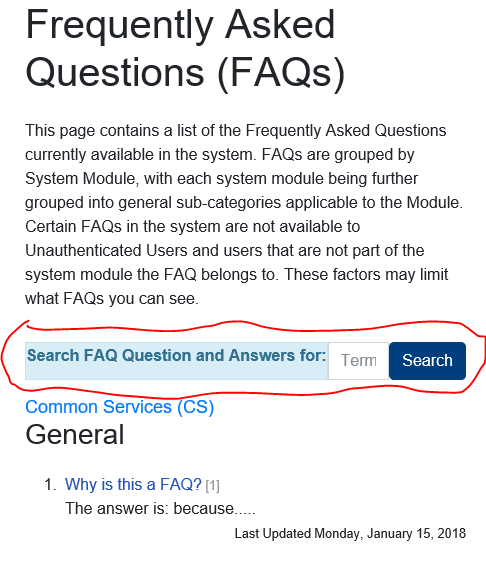 Frequently Asked
Questions (FAQs)
This page contains a list of the Frequently Asked Questions
currently available in the system. FAQs are grouped by
System Module, with each system module being further
grouped into general sub-categories applicable to the Module.
Certain FAQs in the system are not available to
Unauthenticated Users and users that are not part of the
system module the FAQ belongs to. These factors may limit
what FAQs you can see.
Search FAQ Question and Answers for: Term Search
Common Services (CS)
General
1. Why is this a FAQ? [1]
The answer is: because.....
Last Updated Monday, January 15, 2018